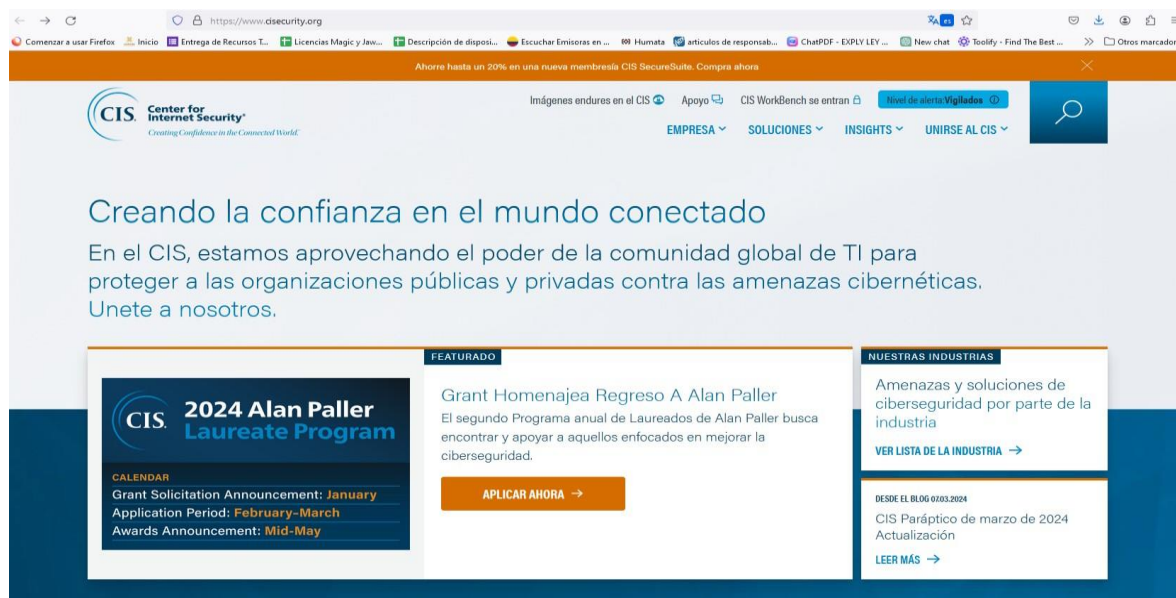 https://www.cisecurity.org
Comenzar a usar Firefox Inicio Entrega de Recursos T... Licencias Magic y Jaw... Descripción de disposi... Escuchar Emisoras en ... Humata articulos de responsab... ChatPDF - EXPLY LEY ... New chat Toolify - Find The Best ... Otros marcador
Ahorre hasta un 20% en una nueva membresía CIS SecureSuite. Compra ahora
Imágenes endures en el CIS Apoyo CIS WorkBench se entran Nivel de alerta:Vigilados
CIS. Center for
Internet Security®
Creating Confidence in the Connected World.®
EMPRESA SOLUCIONES INSIGHTS UNIRSE AL CIS
Creando la confianza en el mundo conectado
En el CIS, estamos aprovechando el poder de la comunidad global de TI para
proteger a las organizaciones públicas y privadas contra las amenazas cibernéticas.
Unete a nosotros.
CIS. 2024 Alan Paller
Laureate Program
CALENDAR
Grant Solicitation Announcement: January
Application Period: February–March
Awards Announcement: Mid-May
FEATURADO
Grant Homenajea Regreso A Alan Paller
El segundo Programa anual de Laureados de Alan Paller busca
encontrar y apoyar a aquellos enfocados en mejorar la
ciberseguridad.
APLICAR AHORA →
NUESTRAS INDUSTRIAS
Amenazas y soluciones de
ciberseguridad por parte de la
industria
VER LISTA DE LA INDUSTRIA →
DESDE EL BLOG 07.03.2024
CIS Paráptico de marzo de 2024
Actualización
LEER MÁS →